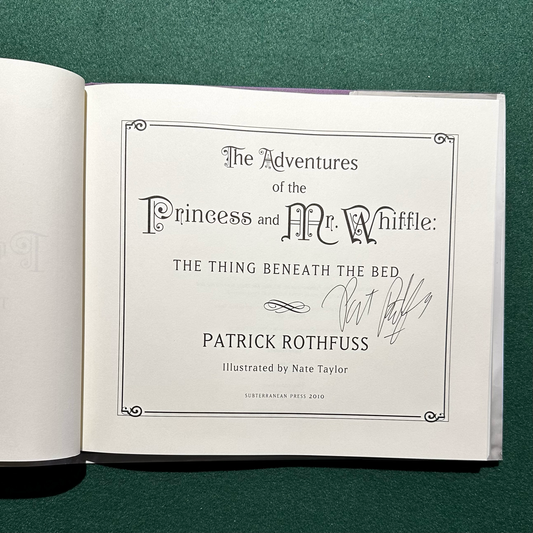 The Adventures
of the
Princess and Mr. Whiffle:
THE THING BENEATH THE BED
PATRICK ROTHFUSS
Illustrated by Nate Taylor
SUBTERRANEAN PRESS 2010